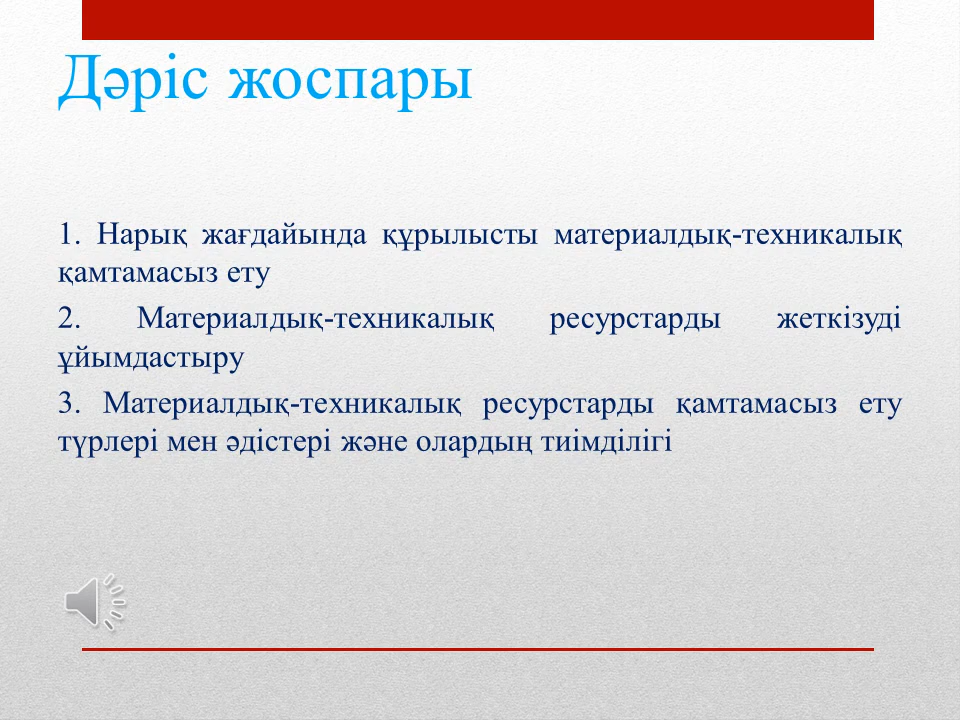 Дәріс жоспары
1. Нарық жағдайында құрылысты материалдық-техникалық
қамтамасыз ету
2. Материалдық-техникалық ресурстарды жеткізуді
ұйымдастыру
3. Материалдық-техникалық ресурстарды қамтамасыз ету
түрлері мен әдістері және олардың тиімділігі